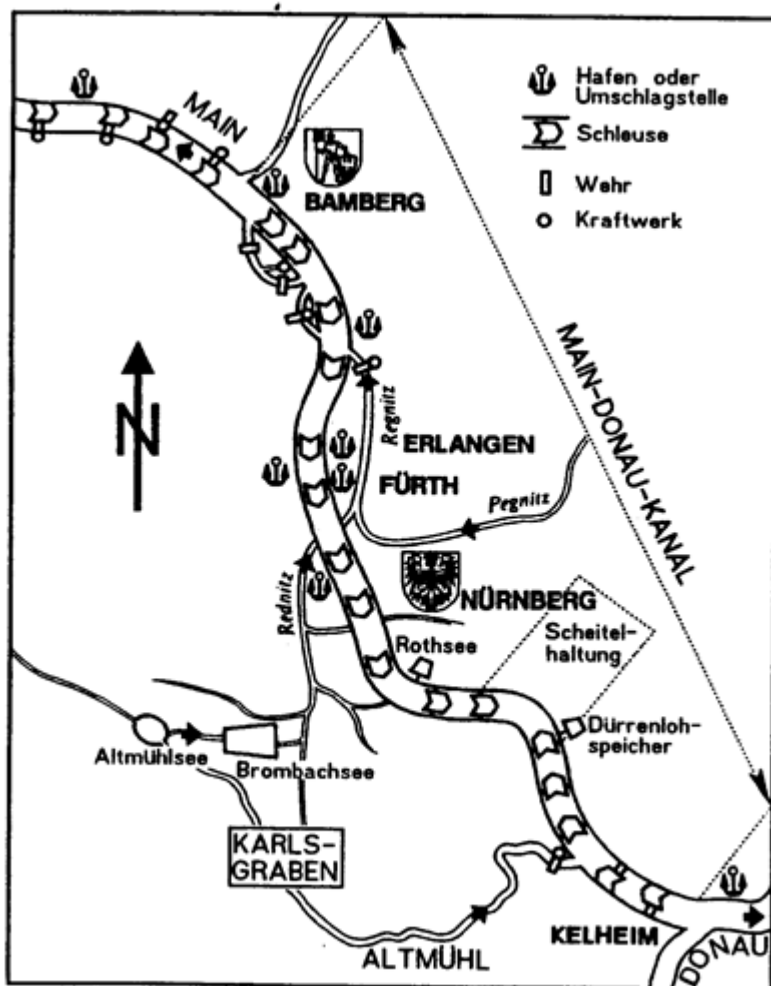 Hafen oder
Umschlagstelle
Schleuse
Wehr
Kraftwerk
MAIN
BAMBERG
MAIN-DONAU-KANAL
N
Regnitz
ERLANGEN
FÜRTH
Pegnitz
Rednitz
NÜRNBERG
Rothsee
Scheitel-
haltung
Dürrenloh-
speicher
Altmühlsee
Brombachsee
KARLS-
GRABEN
ALTMÜHL
KELHEIM
DONAU